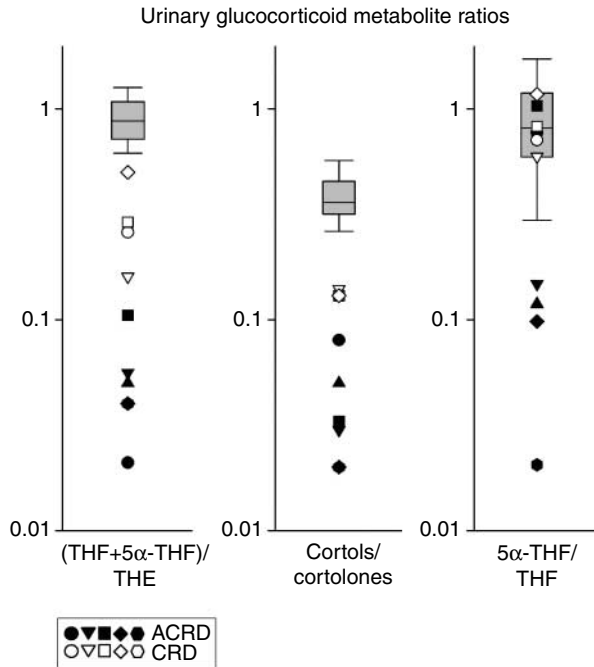 Urinary glucocorticoid metabolite ratios
1
0.1
0.01
(THF+5α-THF)/
THE
1
0.1
0.01
Cortols/
cortolones
1
0.1
0.01
5α-THF/
THF
ACRD
CRD